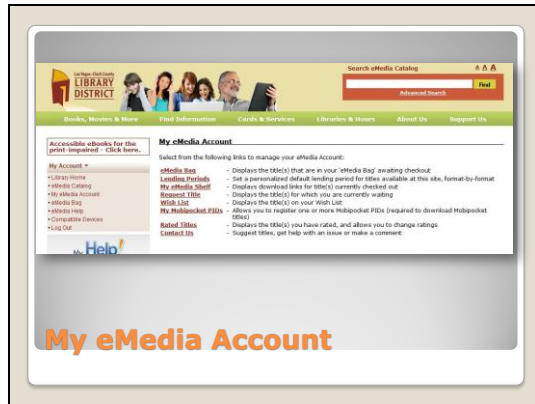 Las Vegas-Clark County
LIBRARY
DISTRICT
Search eMedia Catalog
A A A
Find
Advanced Search
Books, Movies & More
Find Information
Cards & Services
Libraries & Hours
About Us
Support Us
Accessible eBooks for the
print-impaired - Click here.
My Account
• Library Home
• eMedia Catalog
• My eMedia Account
• eMedia Bag
• eMedia Help
• Compatible Devices
• Log Out
Help!
My eMedia Account
Select from the following links to manage your eMedia Account:
eMedia Bag - Displays the title(s) that are in your 'eMedia Bag' awaiting checkout
Lending Periods - Set a personalized default lending period for titles available at this site, format-by-format
My eMedia Shelf - Displays download links for title(s) currently checked out
Request Title - Displays the title(s) for which you are currently waiting
Wish List - Displays the title(s) on your Wish List
My Mobipocket PIDs - Allows you to register one or more Mobipocket PIDs (required to download Mobipocket
titles)
Rated Titles - Displays the title(s) you have rated, and allows you to change ratings
Contact Us - Suggest titles, get help with an issue or make a comment
My eMedia Account